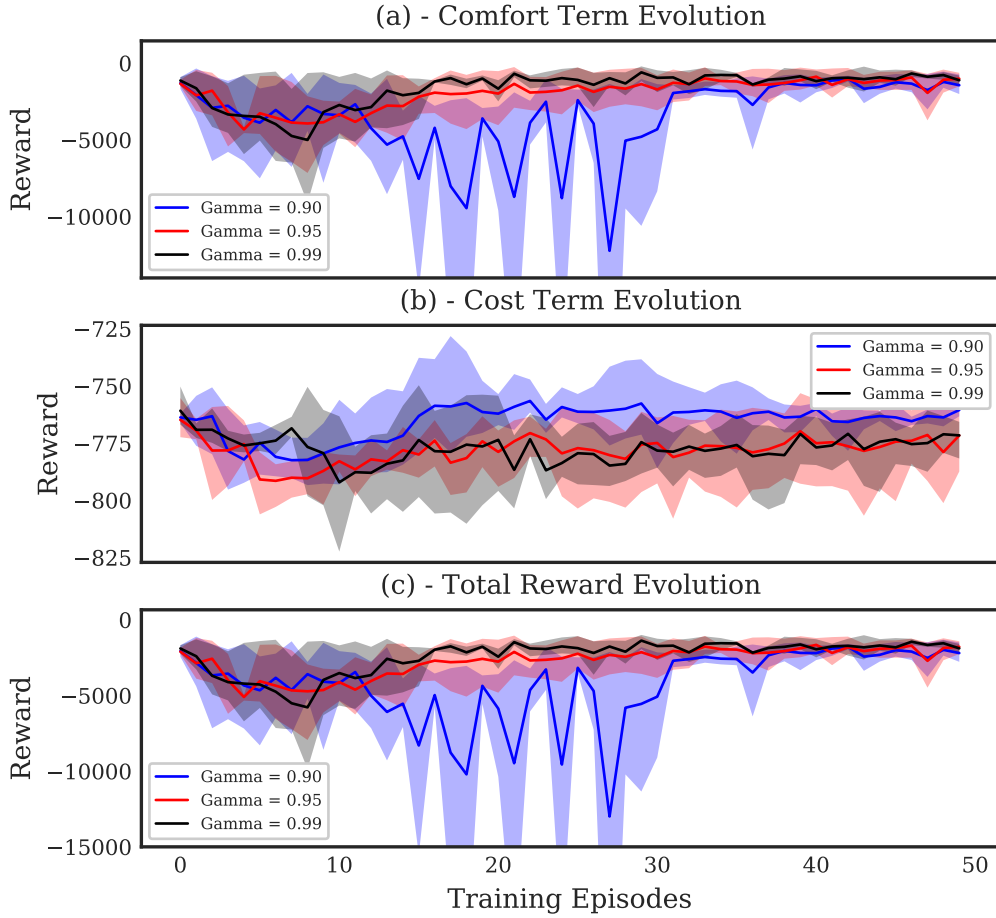 (a) - Comfort Term Evolution
0
−5000
−10000
Reward
Gamma = 0.90
Gamma = 0.95
Gamma = 0.99
(b) - Cost Term Evolution
−725
−750
−775
−800
−825
Reward
Gamma = 0.90
Gamma = 0.95
Gamma = 0.99
(c) - Total Reward Evolution
0
−5000
−10000
−15000
Reward
Gamma = 0.90
Gamma = 0.95
Gamma = 0.99
0 10 20 30 40 50
Training Episodes